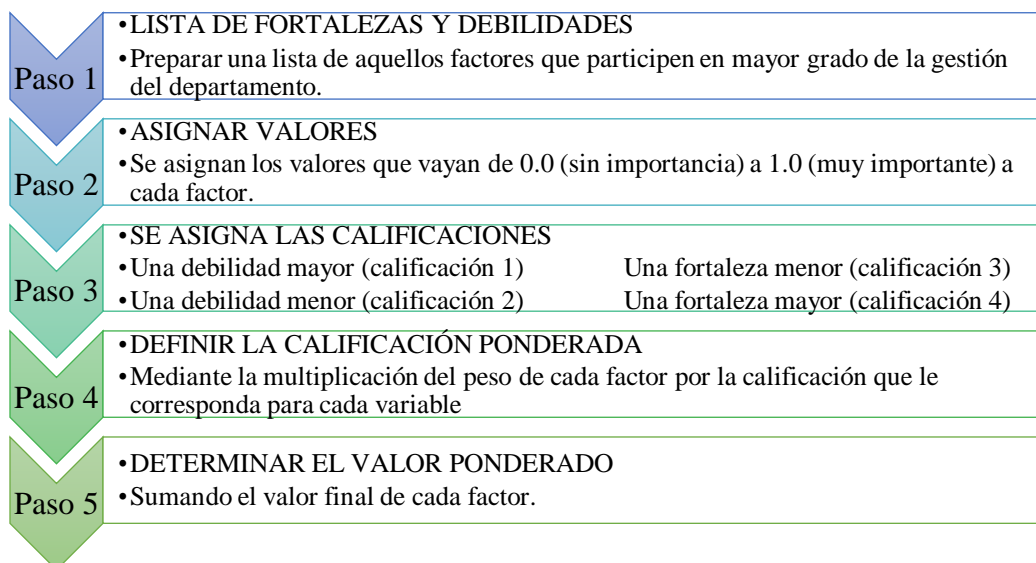 Paso 1
•LISTA DE FORTALEZAS Y DEBILIDADES
•Preparar una lista de aquellos factores que participen en mayor grado de la gestión
del departamento.
Paso 2
•ASIGNAR VALORES
•Se asignan los valores que vayan de 0.0 (sin importancia) a 1.0 (muy importante) a
cada factor.
Paso 3
•SE ASIGNA LAS CALIFICACIONES
•Una debilidad mayor (calificación 1) Una fortaleza menor (calificación 3)
•Una debilidad menor (calificación 2) Una fortaleza mayor (calificación 4)
Paso 4
•DEFINIR LA CALIFICACIÓN PONDERADA
•Mediante la multiplicación del peso de cada factor por la calificación que le
corresponda para cada variable
Paso 5
•DETERMINAR EL VALOR PONDERADO
•Sumando el valor final de cada factor.